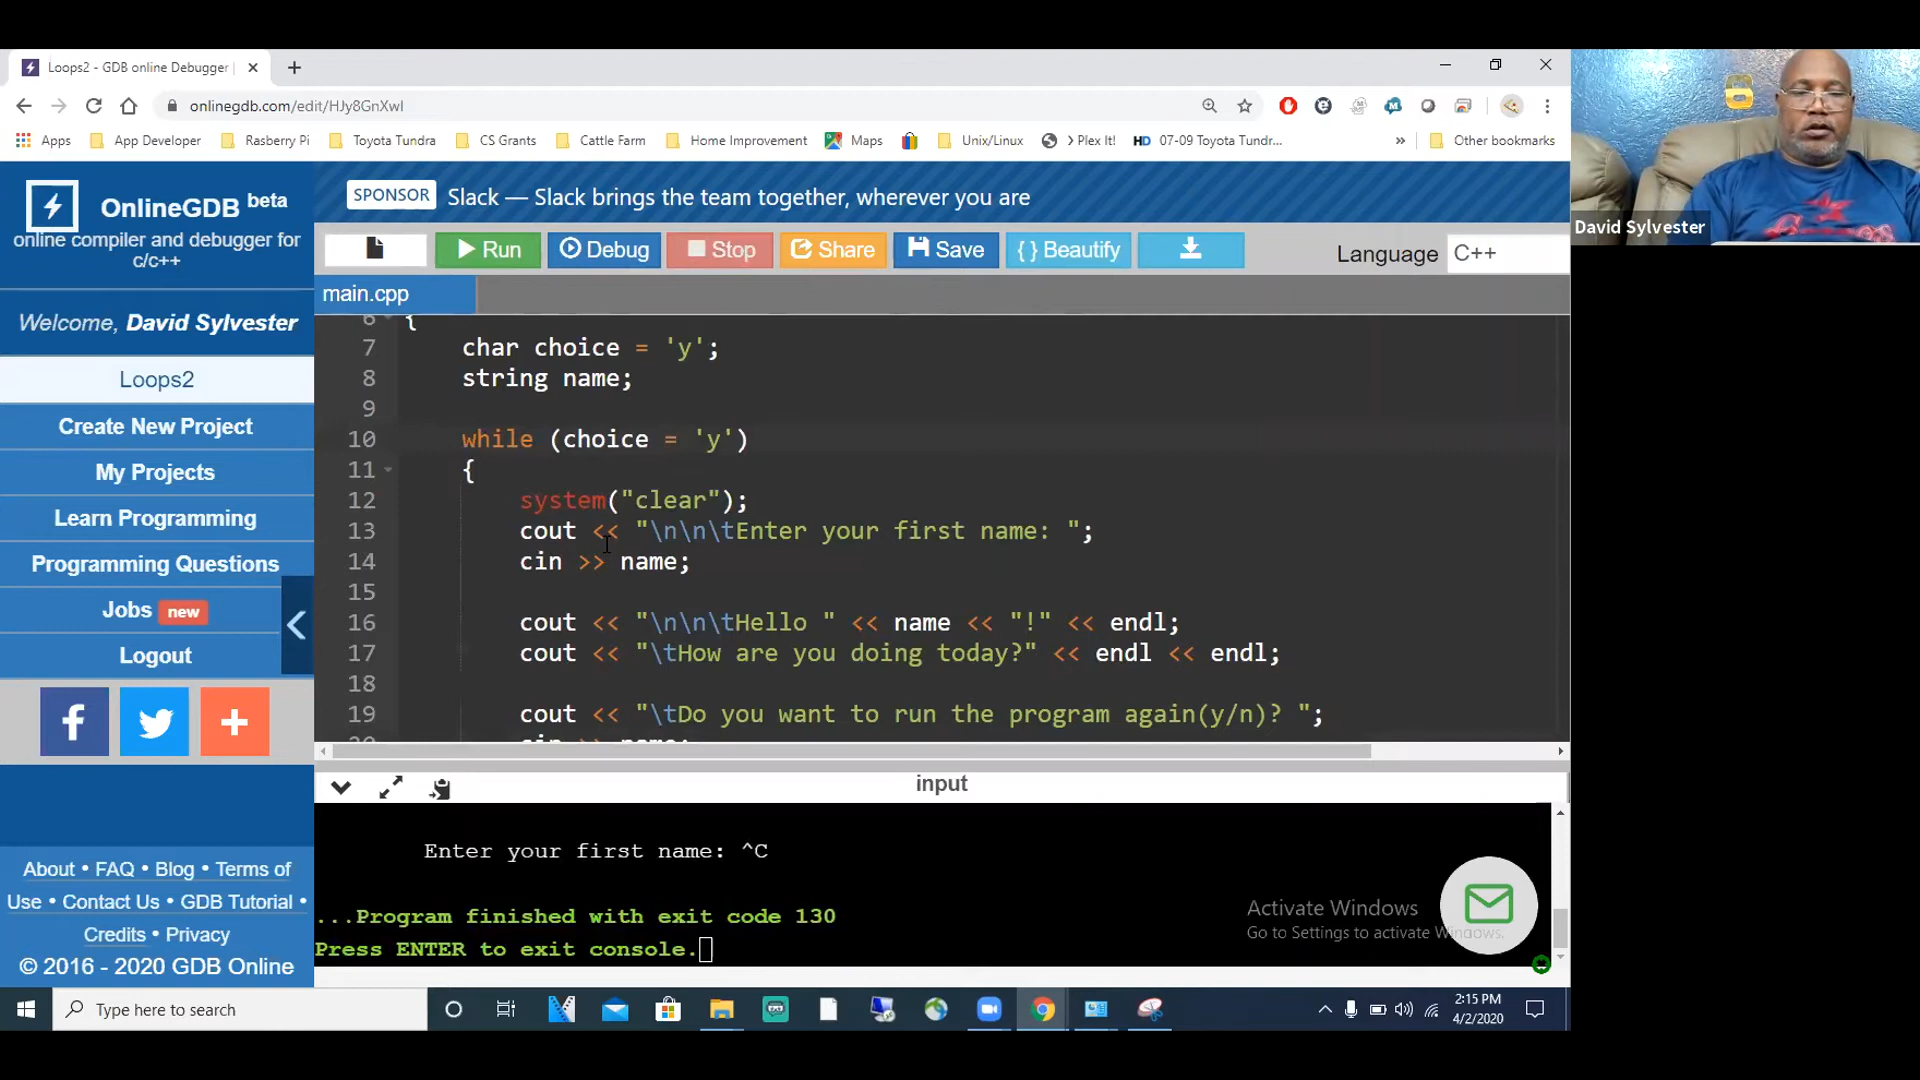 Loops2 - GDB online Debugger |
onlinegdb.com/edit/HJy8GnXwI
Apps App Developer Rasberry Pi Toyota Tundra CS Grants Cattle Farm Home Improvement Maps Unix/Linux > Plex It! HD 07-09 Toyota Tundr... » Other bookmarks
David Sylvester
OnlineGDB beta
online compiler and debugger for
c/c++
Welcome, David Sylvester
Loops2
Create New Project
My Projects
Learn Programming
Programming Questions
Jobs new
Logout
About • FAQ • Blog • Terms of
Use • Contact Us • GDB Tutorial •
Credits • Privacy
© 2016 - 2020 GDB Online
SPONSOR Slack — Slack brings the team together, wherever you are
Run Debug Stop Share Save { } Beautify Language C++
main.cpp
6 {
7 char choice = 'y';
8 string name;
9
10 while (choice = 'y')
11 {
12 system("clear");
13 cout << "\n\n\tEnter your first name: ";
14 cin >> name;
15
16 cout << "\n\n\tHello " << name << "!" << endl;
17 cout << "\tHow are you doing today?" << endl << endl;
18
19 cout << "\tDo you want to run the program again(y/n)? ";
20 cin >> name;
input
Enter your first name: ^C
...Program finished with exit code 130
Press ENTER to exit console.
Activate Windows
Go to Settings to activate Windows.
Type here to search
2:15 PM
4/2/2020